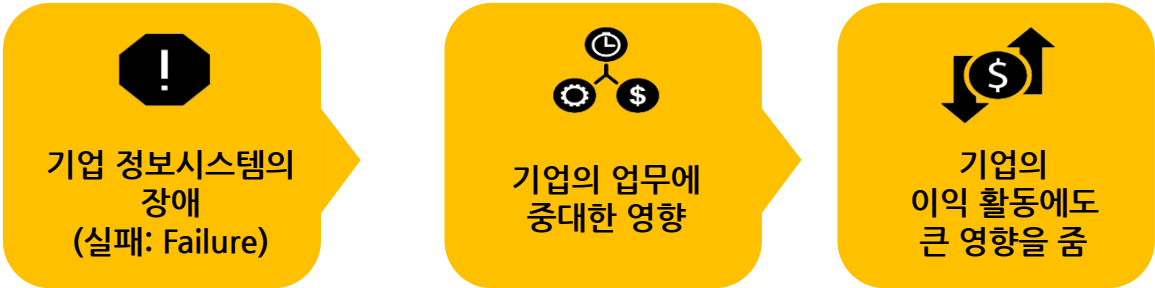 !
기업 정보시스템의
장애
(실패: Failure)
$
기업의 업무에
중대한 영향
$
기업의
이익 활동에도
큰 영향을 줌